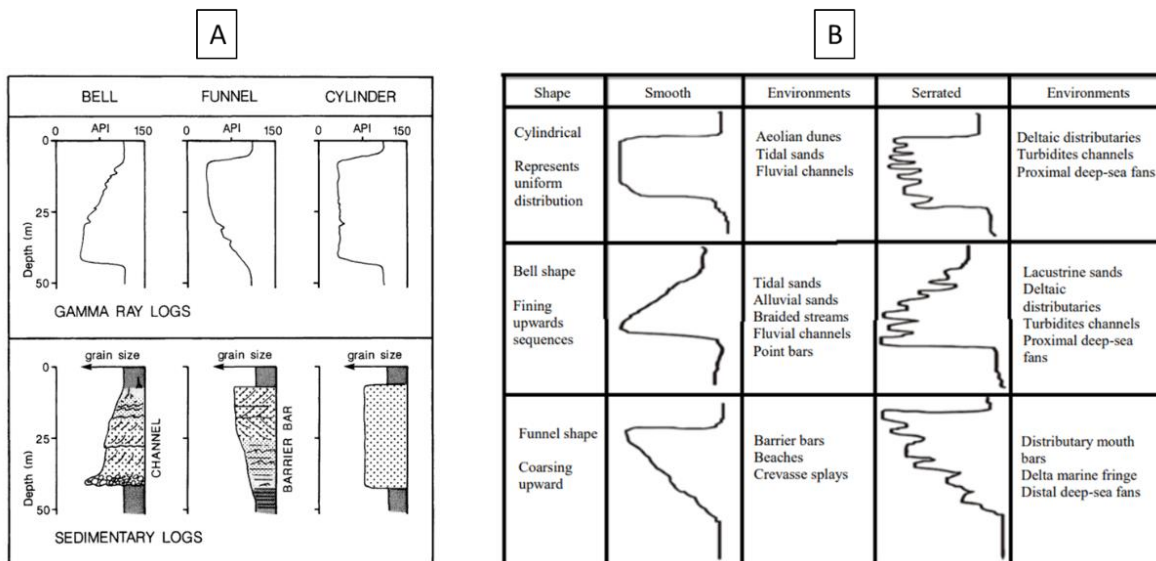 A
BELL
FUNNEL
CYLINDER
0 API 150
0 API 150
0 API 150
0
25
50
Depth (m)
GAMMA RAY LOGS
grain size
grain size
grain size
0
25
50
Depth (m)
CHANNEL
BARRIER BAR
SEDIMENTARY LOGS
B
Shape
Smooth
Environments
Serrated
Environments
Cylindrical
Represents
uniform
distribution
Aeolian dunes
Tidal sands
Fluvial channels
Deltaic distributaries
Turbidites channels
Proximal deep-sea fans
Bell shape
Fining
upwards
sequences
Tidal sands
Alluvial sands
Braided streams
Fluvial channels
Point bars
Lacustrine sands
Deltaic
distributaries
Turbidites channels
Proximal deep-sea
fans
Funnel shape
Coarsing
upward
Barrier bars
Beaches
Crevasse splays
Distributary mouth
bars
Delta marine fringe
Distal deep-sea fans